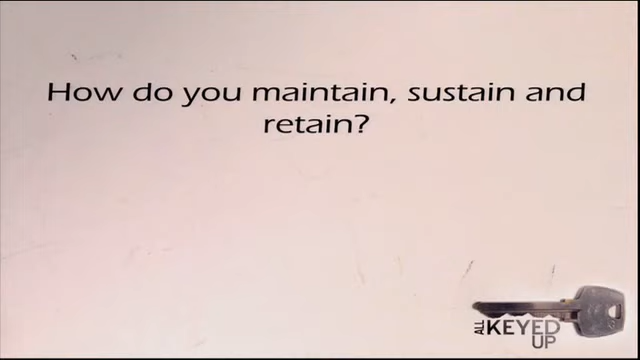 How do you maintain, sustain and
retain?
ALL
KEYED
UP